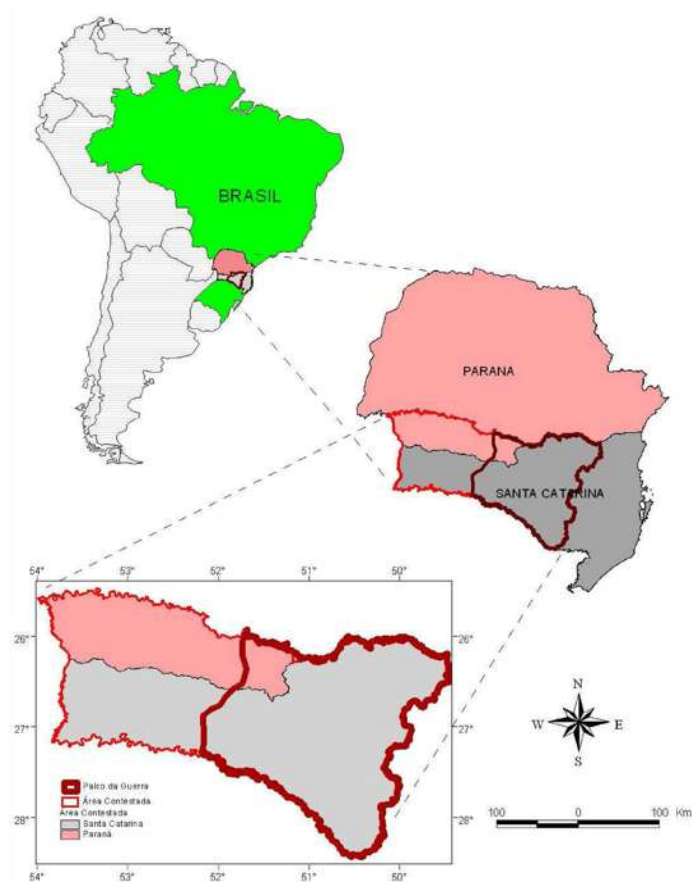 BRASIL
PARANA
SANTA CATARINA
54° 53° 52° 51° 50°
26° 26°
27° 27°
28° 28°
Palco da Guerra
Área Contestada
Area Contestada
Santa Catarina
Paraná
54° 53° 52° 51° 50°
N
W E
S
100 0 100 Km